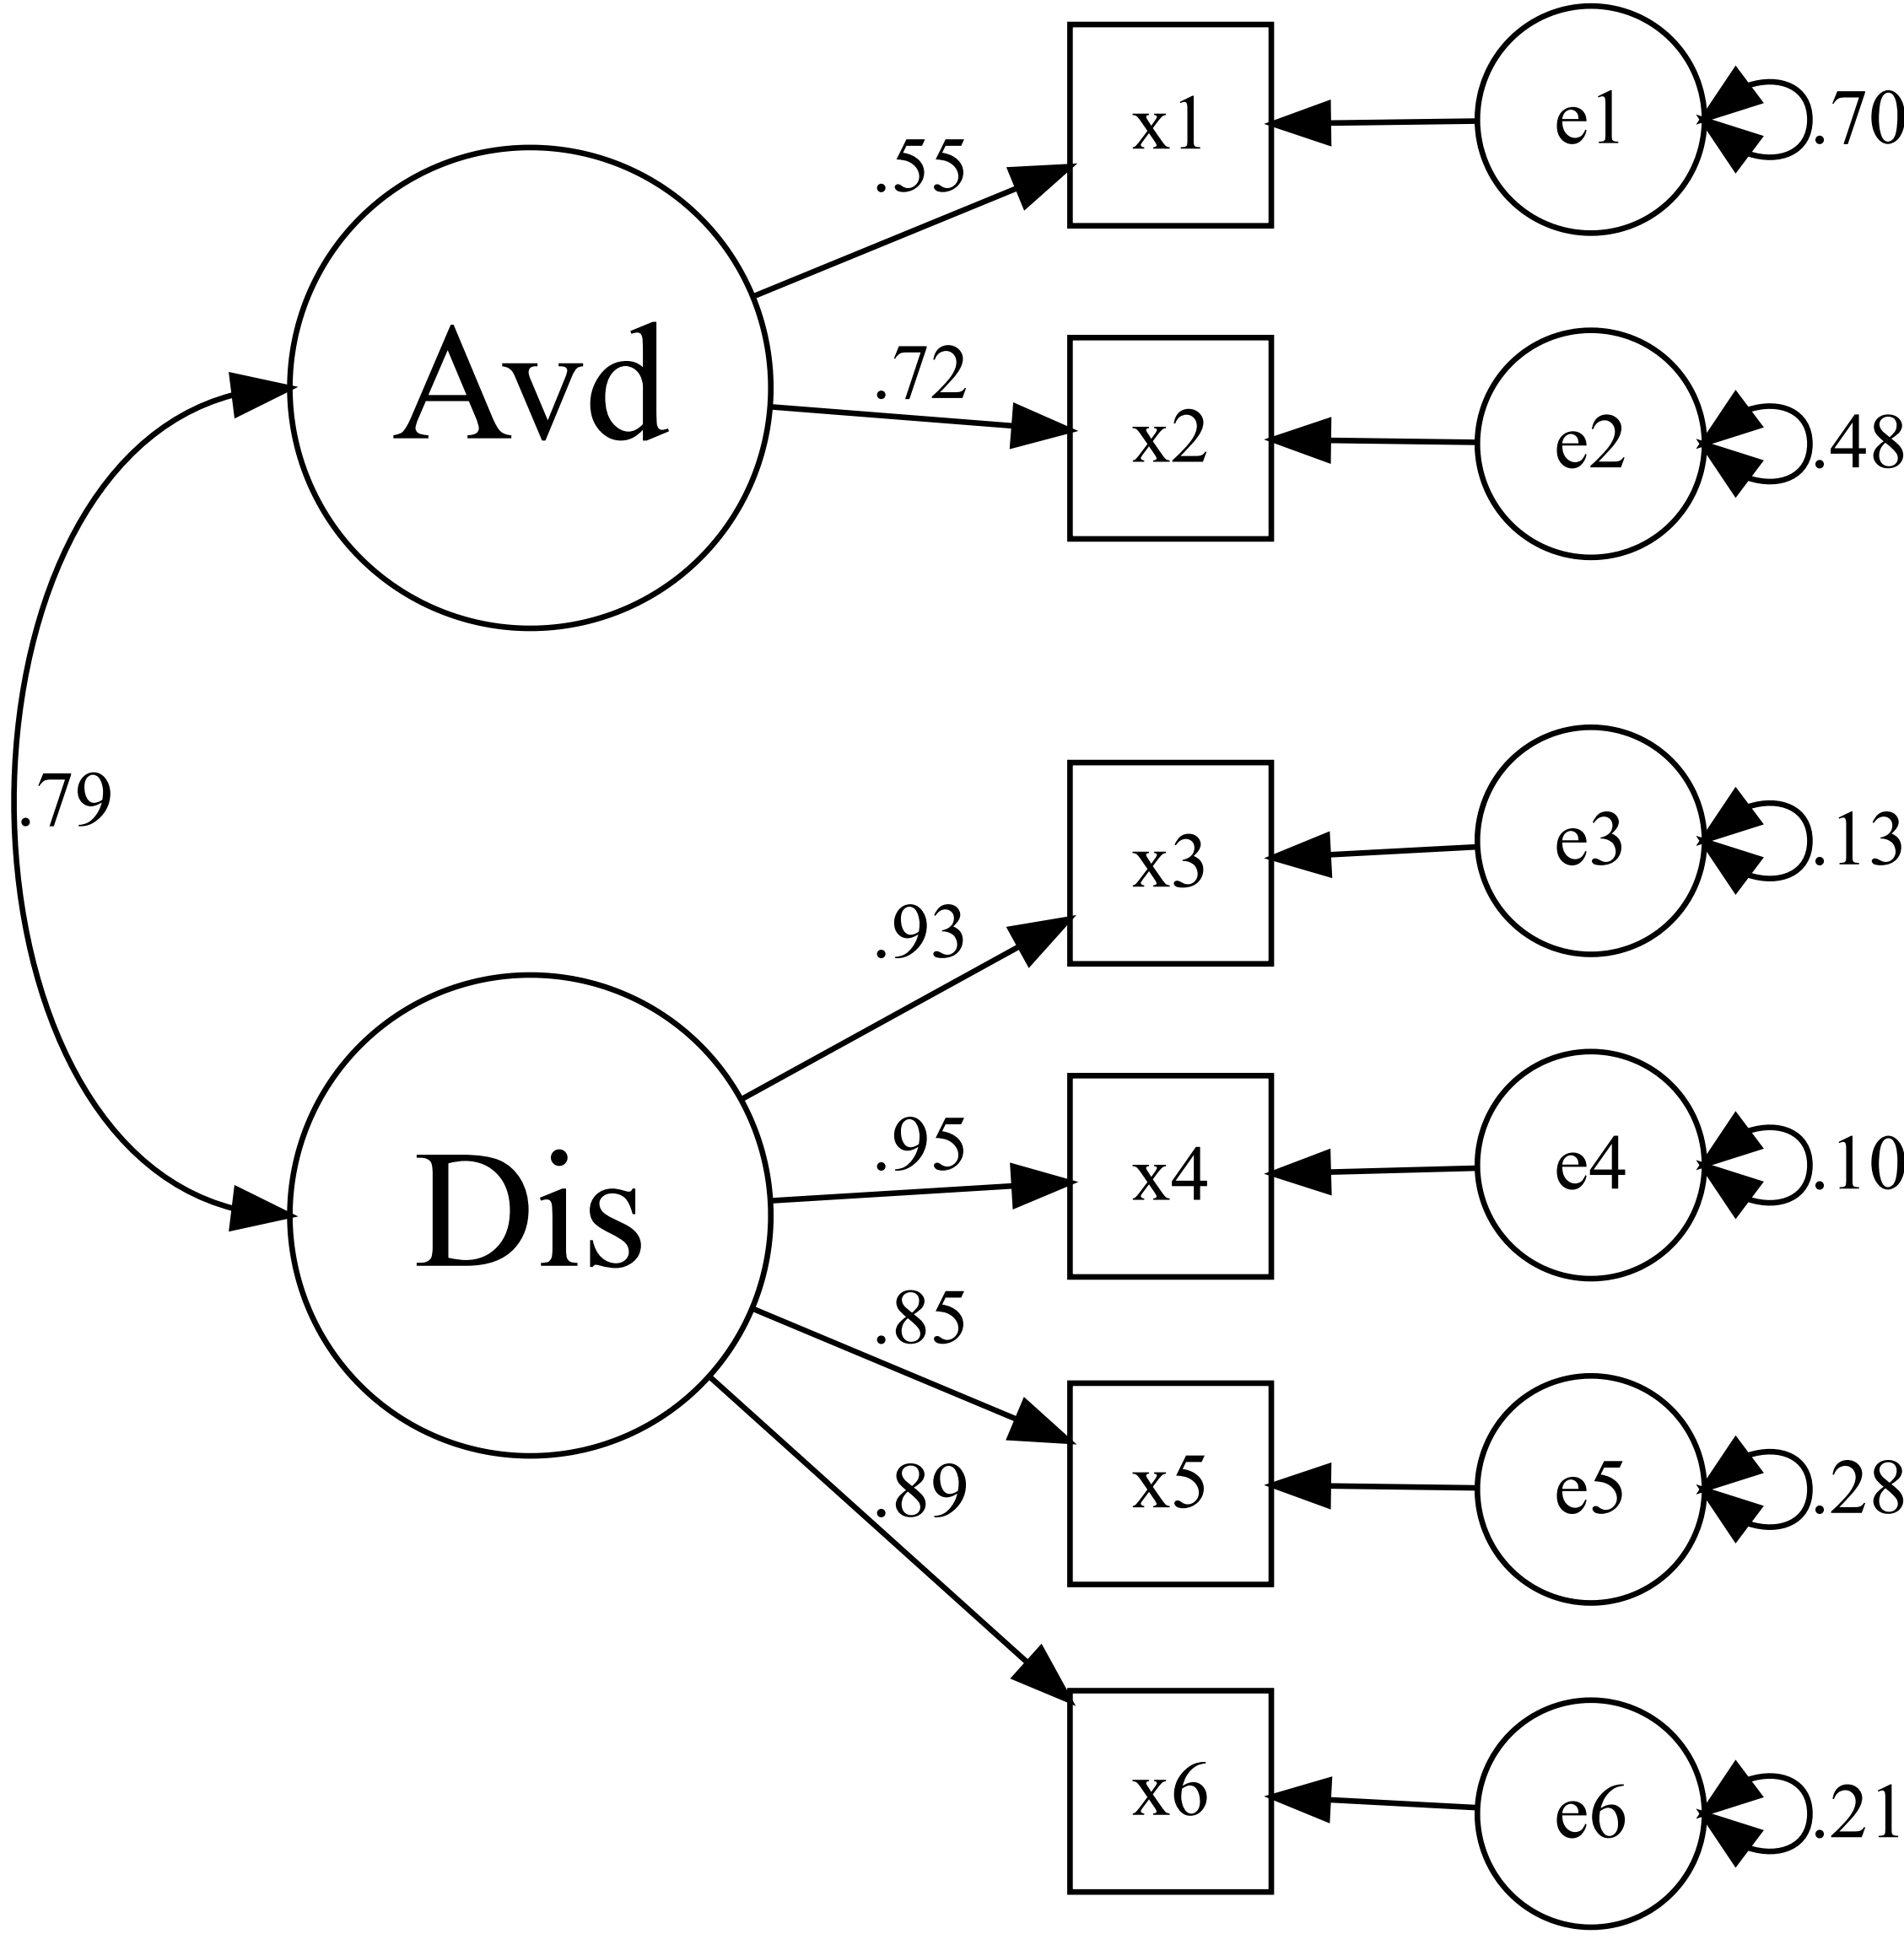 x1
e1
.70
.55
Avd
.72
x2
e2
.48
.79
x3
e3
.13
.93
Dis
.95
x4
e4
.10
.85
x5
e5
.28
.89
x6
e6
.21